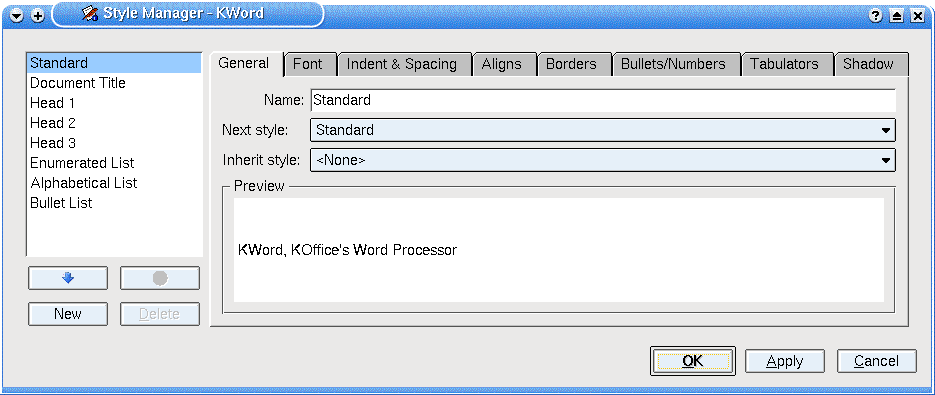 Style Manager - KWord
Standard
Document Title
Head 1
Head 2
Head 3
Enumerated List
Alphabetical List
Bullet List
New
Delete
General Font Indent & Spacing Aligns Borders Bullets/Numbers Tabulators Shadow
Name: Standard
Next style: Standard
Inherit style: <None>
Preview
KWord, KOffice's Word Processor
OK Apply Cancel